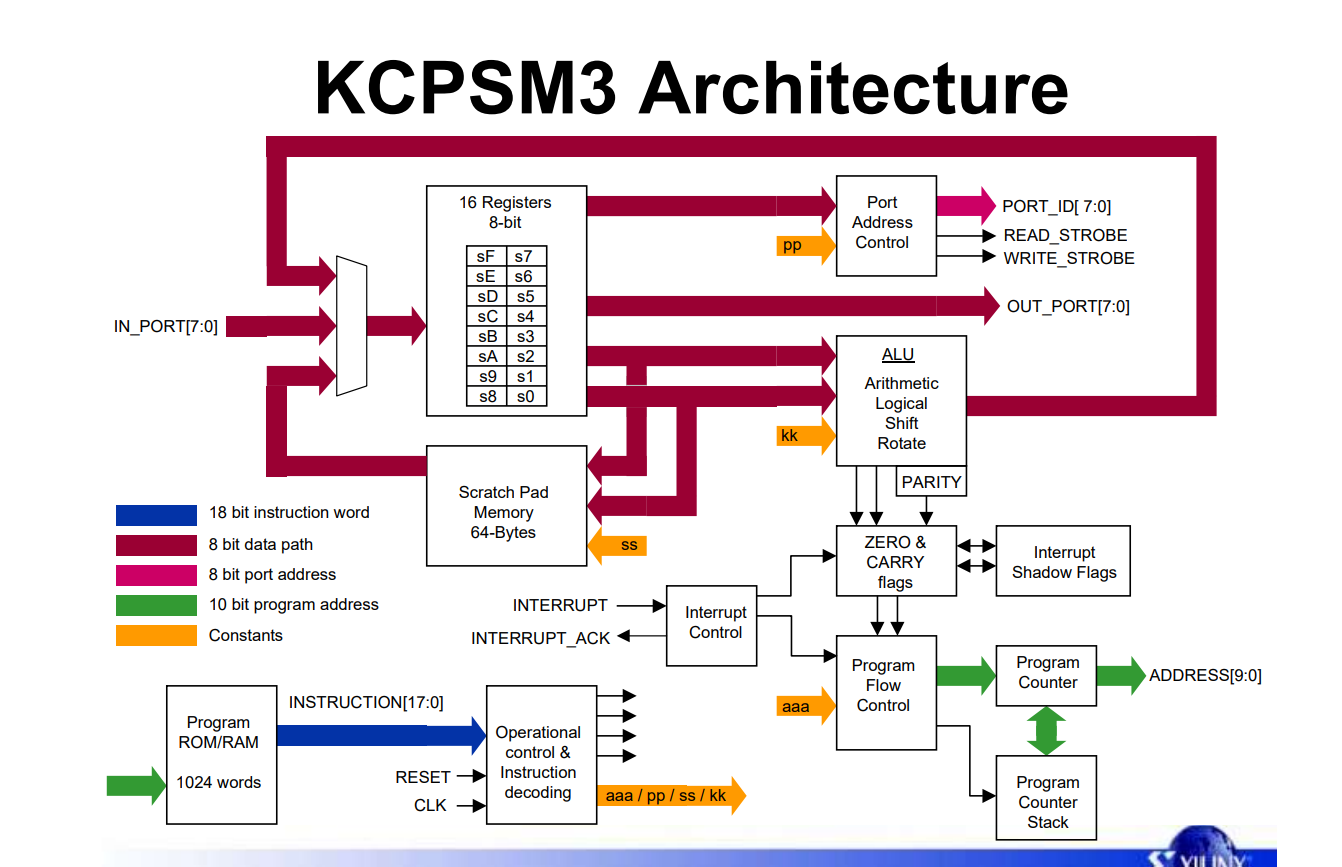 KCPSM3 Architecture
16 Registers
8-bit
sF s7
sE s6
sD s5
sC s4
sB s3
sA s2
s9 s1
s8 s0
IN_PORT[7:0]
Port
Address
Control
pp
PORT_ID[ 7:0]
READ_STROBE
WRITE_STROBE
OUT_PORT[7:0]
ALU
Arithmetic
Logical
Shift
Rotate
kk
PARITY
Scratch Pad
Memory
64-Bytes
ss
18 bit instruction word
8 bit data path
8 bit port address
10 bit program address
Constants
ZERO &
CARRY
flags
Interrupt
Shadow Flags
INTERRUPT
INTERRUPT_ACK
Interrupt
Control
Program
Flow
Control
aaa
Program
Counter
ADDRESS[9:0]
Program
Counter
Stack
Program
ROM/RAM
1024 words
INSTRUCTION[17:0]
RESET
CLK
Operational
control &
Instruction
decoding
aaa / pp / ss / kk